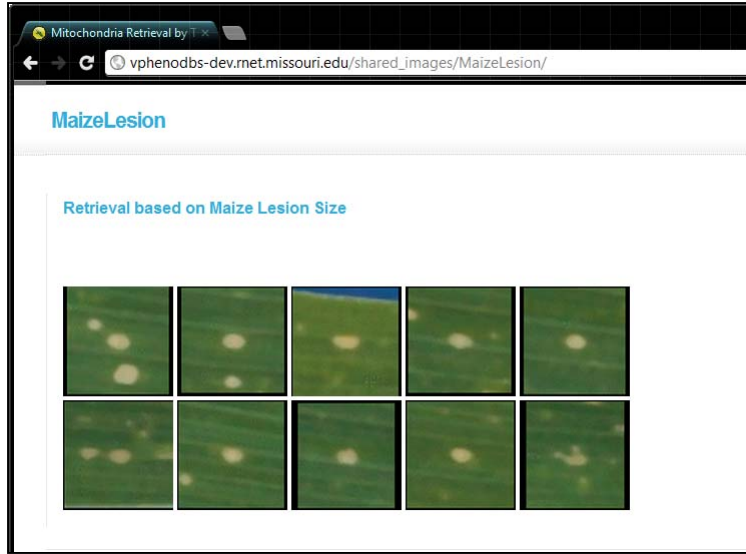 Mitochondria Retrieval by T
vphenodbs-dev.rnet.missouri.edu/shared_images/MaizeLesion/
MaizeLesion
Retrieval based on Maize Lesion Size